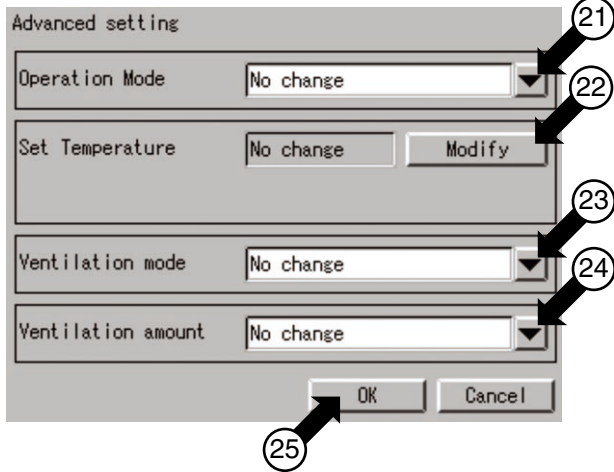 Advanced setting
21
Operation Mode No change
22
Set Temperature No change Modify
23
Ventilation mode No change
24
Ventilation amount No change
OK Cancel
25